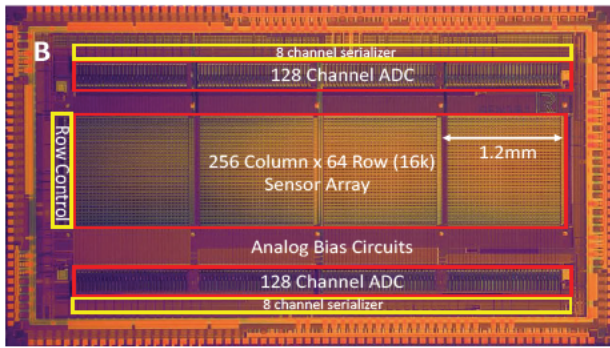 B
8 channel serializer
128 Channel ADC
Row Control
256 Column x 64 Row (16k)
Sensor Array
1.2mm
Analog Bias Circuits
128 Channel ADC
8 channel serializer